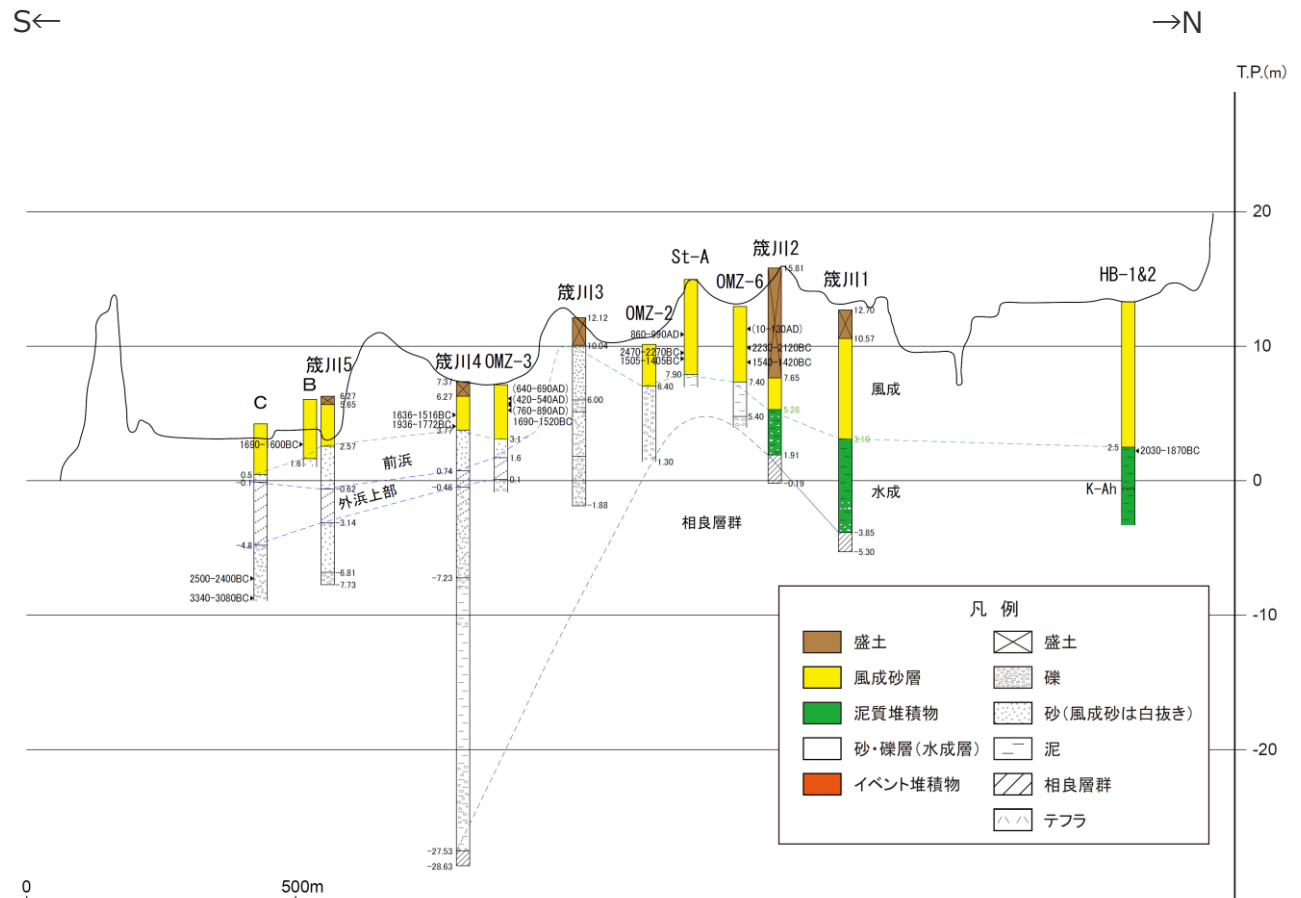 S←
→N
T.P.(m)
20
10
0
-10
-20
C
0.5
-0.1
-4.8
2500-2400BC
3340-3080BC
B
1690-1600BC
1.6
筬川5
6.27
5.65
2.57
-0.62
-3.14
-6.81
-7.73
前浜
外浜上部
筬川4
7.37
6.27
1636-1516BC
1936-1772BC
3.77
0.74
-0.46
-7.23
-27.53
-28.63
OMZ-3
(640-690AD)
(420-540AD)
(760-890AD)
1690-1520BC
3.1
1.6
0.1
筬川3
12.12
10.04
6.00
-1.88
OMZ-2
6.40
1.30
St-A
860-990AD
2470-2270BC
1505-1405BC
7.90
OMZ-6
(10-130AD)
2230-2120BC
1540-1420BC
7.40
5.40
筬川2
15.81
7.65
5.28
1.91
-0.19
筬川1
12.70
10.57
3.10
-3.85
-5.30
風成
水成
相良層群
HB-1&2
2.5
2030-1870BC
K-Ah
凡 例
盛土
盛土
風成砂層
礫
泥質堆積物
砂(風成砂は白抜き)
砂・礫層(水成層)
泥
イベント堆積物
相良層群
テフラ
0
500m